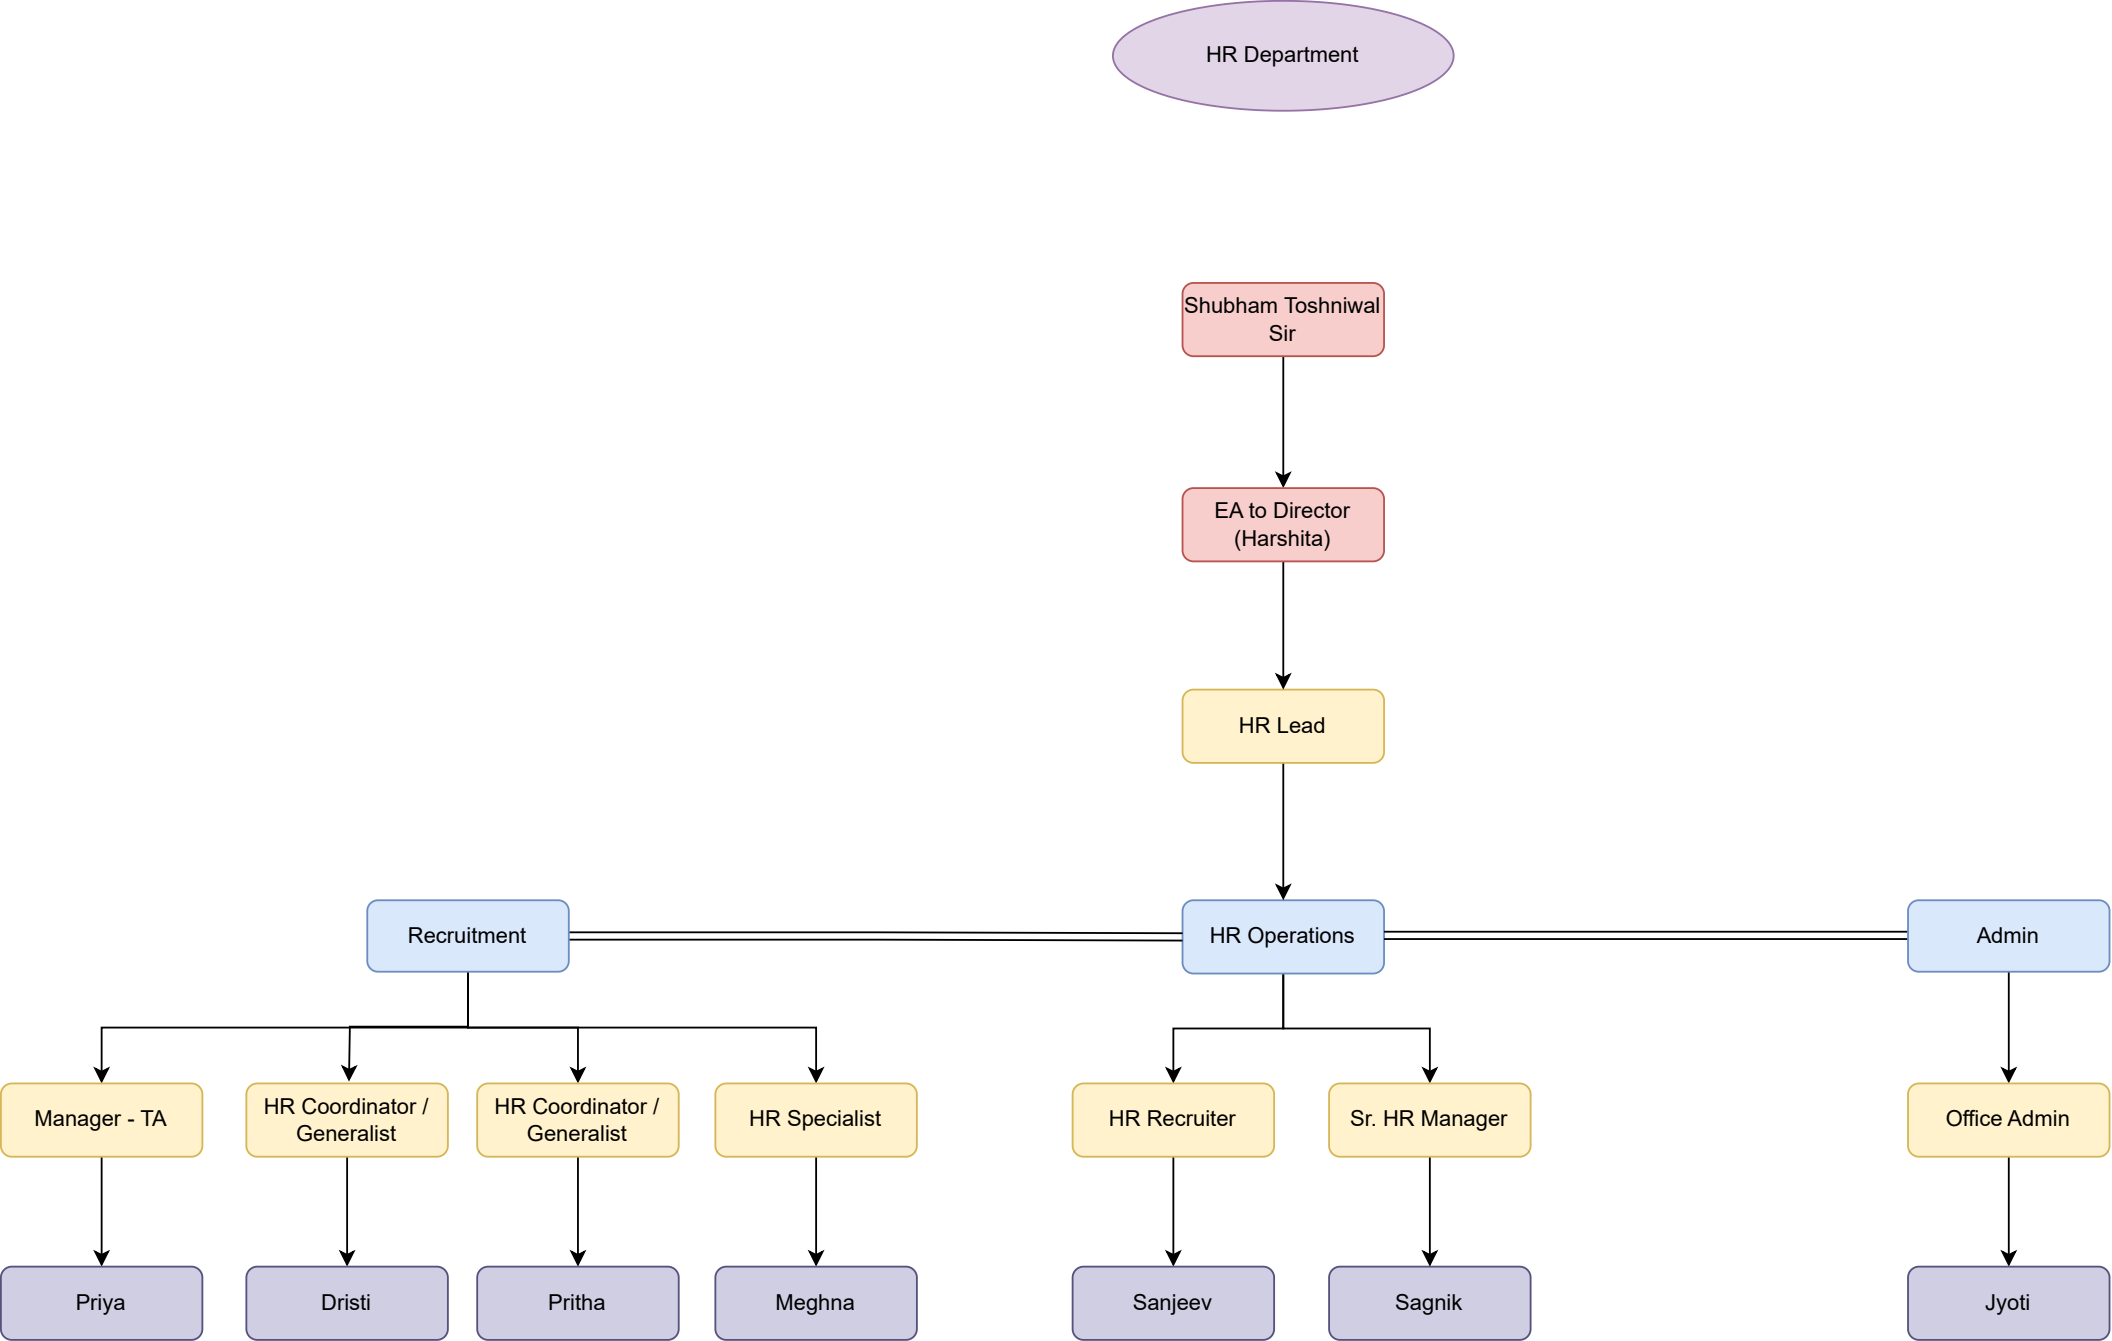 HR Department
Shubham Toshniwal
Sir
EA to Director
(Harshita)
HR Lead
Recruitment
HR Operations
Admin
Manager - TA
HR Coordinator /
Generalist
HR Coordinator /
Generalist
HR Specialist
HR Recruiter
Sr. HR Manager
Office Admin
Priya
Dristi
Pritha
Meghna
Sanjeev
Sagnik
Jyoti